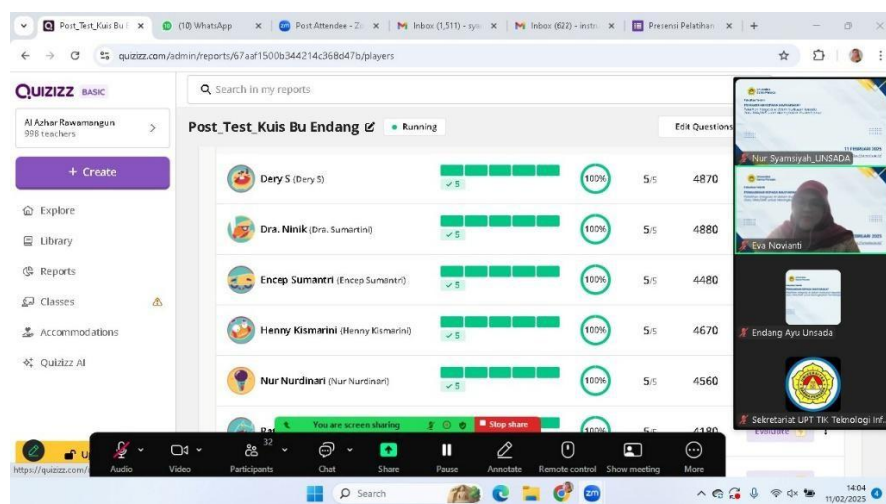 Post_Test_Kuis Bu E
(10) WhatsApp
Post Attendee - Z
Inbox (1,511) - sya
Inbox (622) - instr
Presensi Pelatihan
quizizz.com/admin/reports/67aaf1500b344214c368d47b/players
QUIZIZZ BASIC
Search in my reports
Al Azhar Rawamangun
998 teachers
Post_Test_Kuis Bu Endang
Running
Edit Questions
+ Create
Explore
Library
Reports
Classes
Accommodations
Quizizz AI
Dery S (Dery S)
5
100%
5/5
4870
Dra. Ninik (Dra. Sumartini)
5
100%
5/5
4880
Encep Sumantri (Encep Sumantri)
5
100%
5/5
4480
Henny Kismarini (Henny Kismarini)
5
100%
5/5
4670
Nur Nurdinari (Nur Nurdinari)
5
100%
5/5
4560
100%
4180
Evaluate
11 FEBRUARI 2025
Nur Syamsiyah_UNSADA
Eva Novianti
Endang Ayu Unsada
Sekretariat UPT TIK Teknologi Inf...
You are screen sharing
Stop share
https://quizizz.com/
Audio
Video
Participants
32
Chat
Share
Pause
Annotate
Remote control
Show meeting
More
Search
14:04
11/02/2025